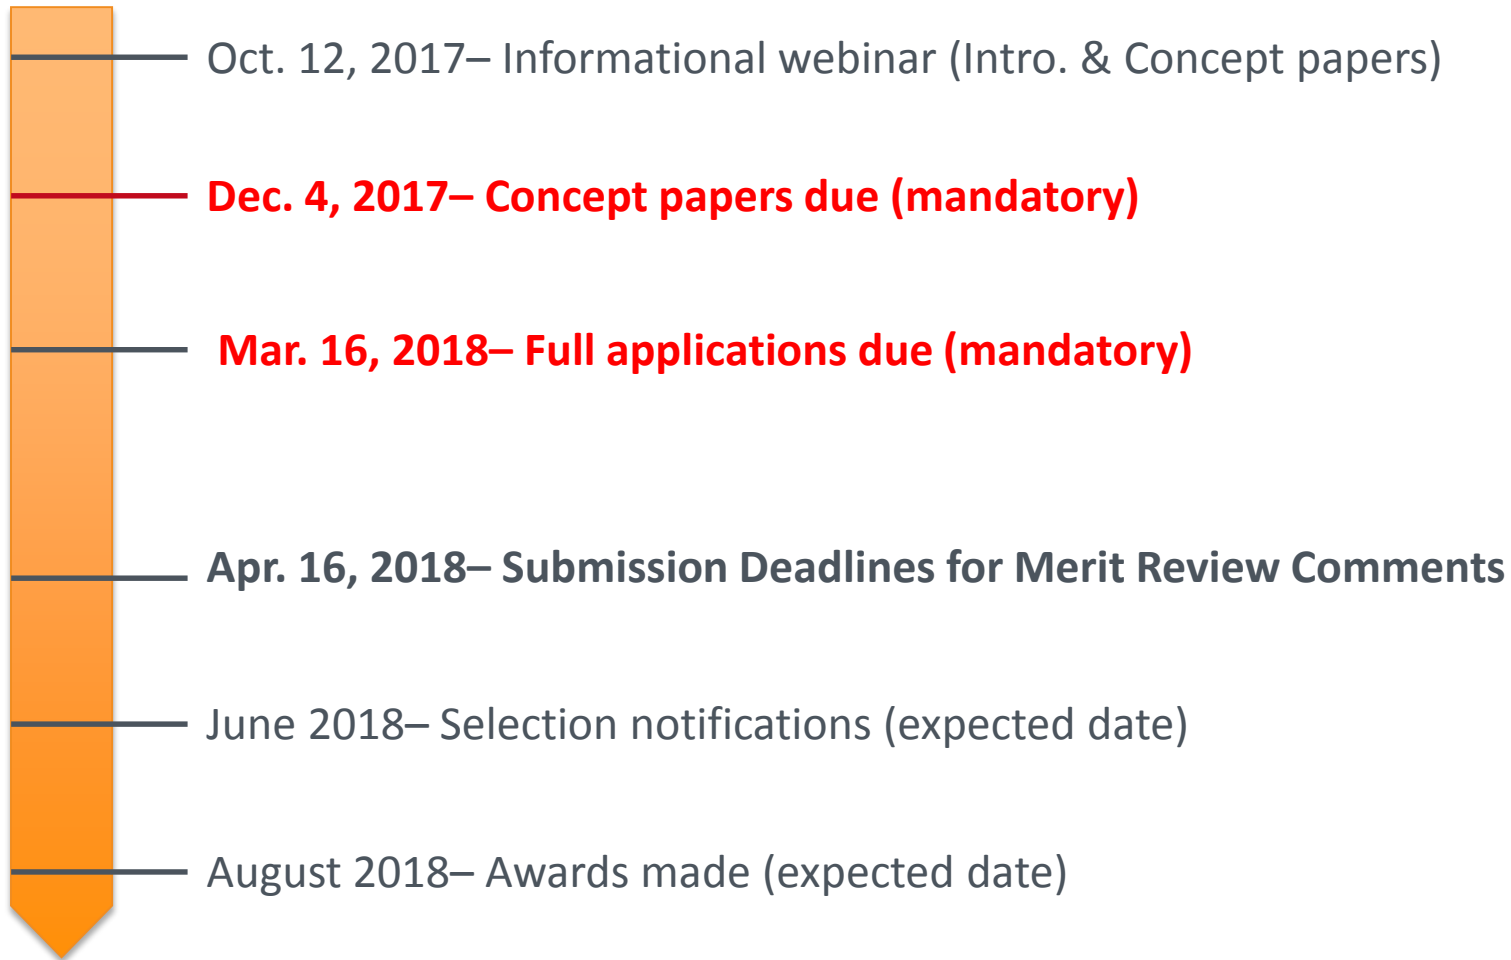 Oct. 12, 2017– Informational webinar (Intro. & Concept papers)
Dec. 4, 2017– Concept papers due (mandatory)
Mar. 16, 2018– Full applications due (mandatory)
Apr. 16, 2018– Submission Deadlines for Merit Review Comments
June 2018– Selection notifications (expected date)
August 2018– Awards made (expected date)